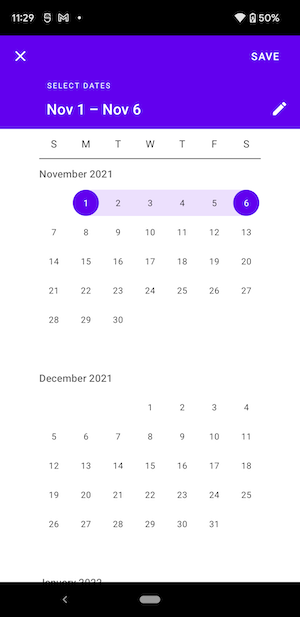 11:29 50%
SAVE
SELECT DATES
Nov 1 – Nov 6
S M T W T F S
November 2021
1 2 3 4 5 6
7 8 9 10 11 12 13
14 15 16 17 18 19 20
21 22 23 24 25 26 27
28 29 30
December 2021
1 2 3 4
5 6 7 8 9 10 11
12 13 14 15 16 17 18
19 20 21 22 23 24 25
26 27 28 29 30 31
January 2022